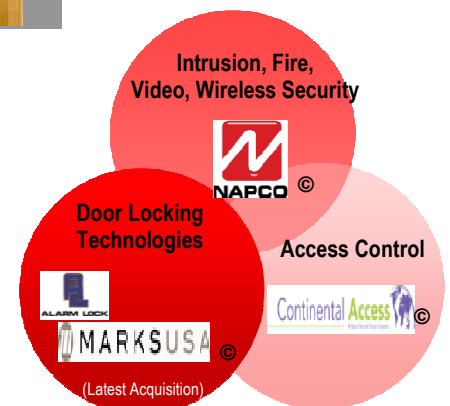 Intrusion, Fire,
Video, Wireless Security
NAPCO ©
Door Locking
Technologies
ALARM LOCK
MARKSUSA ©
(Latest Acquisition)
Access Control
Continental Access ©